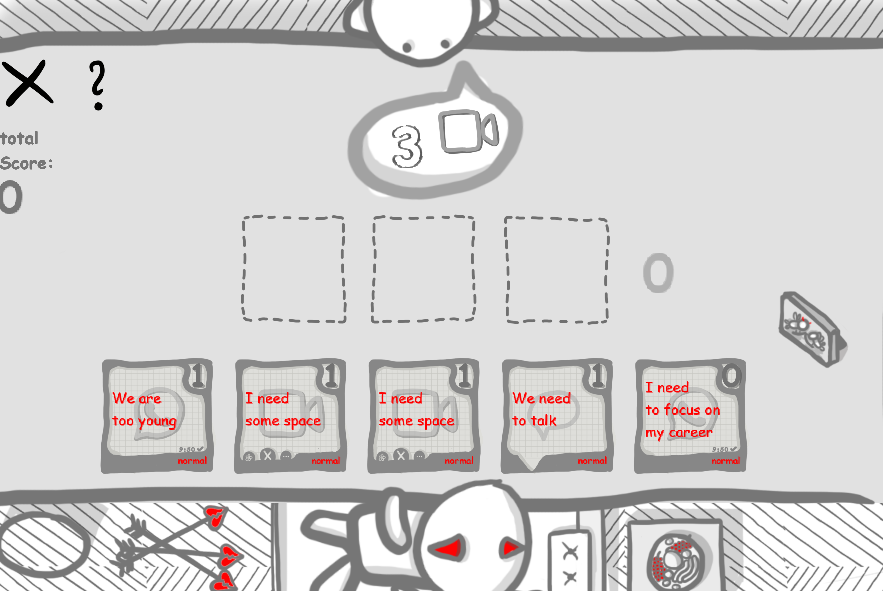 X ?
total
Score:
0
3
0
1
We are
too young
normal
1
I need
some space
X
normal
1
I need
some space
X
normal
1
We need
to talk
normal
0
I need
to focus on
my career
normal